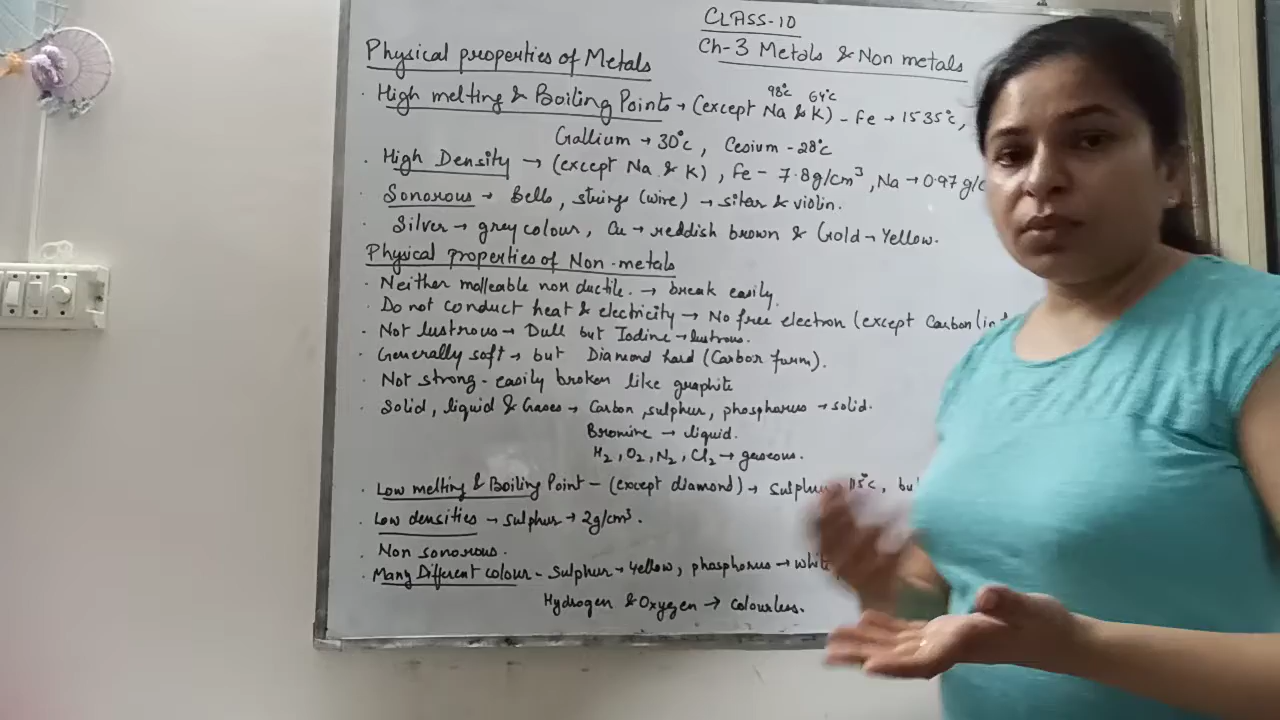 CLASS-10
Ch-3 Metals & Non metals
Physical properties of Metals
98°c 64°c
· High melting & Boiling Points → (except Na & K) - Fe → 1535°c,
Gallium → 30°c, Cesium - 28°c
· High Density → (except Na & K), Fe - 7.8g/cm³, Na → 0.97 g/c
· Sonorous → Bells, strings (wire) → sitar & violin.
· Silver → grey colour, Cu → reddish brown & Gold → Yellow.
Physical properties of Non-metals
· Neither malleable nor ductile. → break easily.
· Do not conduct heat & electricity → No free electron (except Carbon (in
· Not lustrous → Dull but Iodine → lustrous.
· Generally soft → but Diamond hard (Carbon form).
· Not strong - easily broken like graphite
· Solid, liquid & Gases → Carbon, sulphur, phosphorus → solid.
Bromine → liquid.
H₂, O₂, N₂, Cl₂ → gaseous.
· Low melting & Boiling Point - (except diamond) → Sulphur 115°c,
· Low densities → sulphur → 2g/cm³.
· Non sonorous.
· Many Different colour - Sulphur → Yellow, phosphorus → white
Hydrogen & Oxygen → colourless.